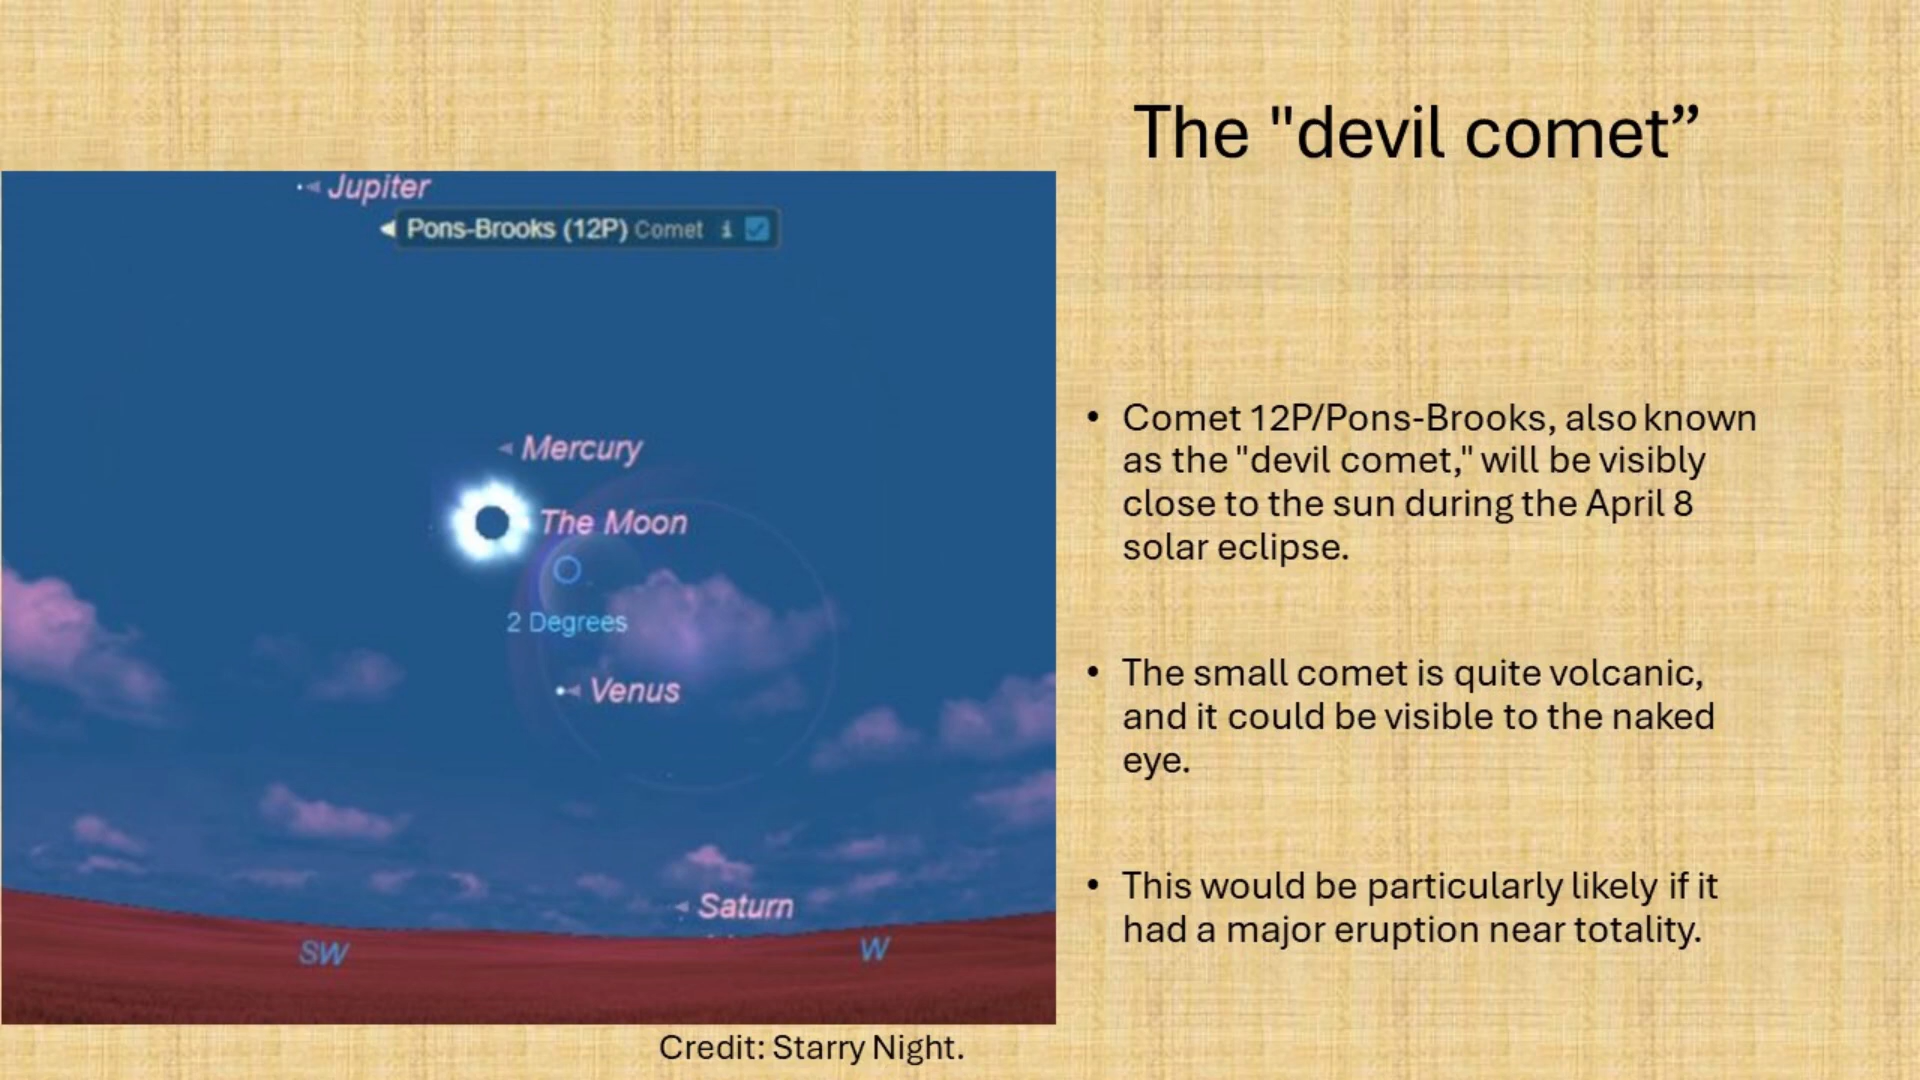 The "devil comet”
Jupiter
Pons-Brooks (12P) Comet i
Mercury
The Moon
2 Degrees
Venus
Saturn
SW
W
Credit: Starry Night.
• Comet 12P/Pons-Brooks, also known
as the "devil comet," will be visibly
close to the sun during the April 8
solar eclipse.
• The small comet is quite volcanic,
and it could be visible to the naked
eye.
• This would be particularly likely if it
had a major eruption near totality.